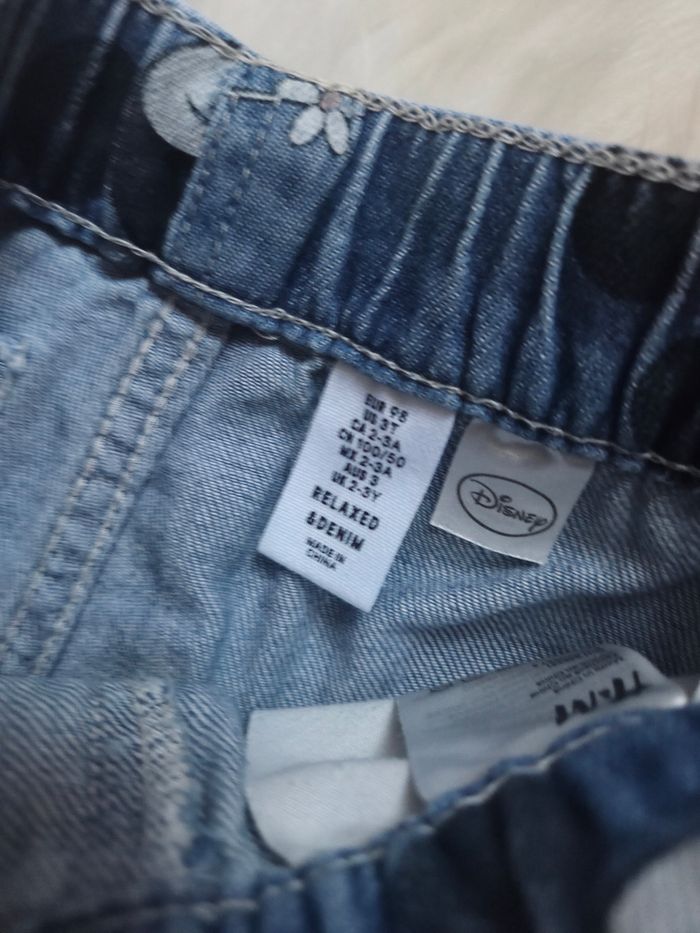 EUR 98
US 3T
CA 2-3A
CN 100/50
MX 2-3A
AUS 3
UK 2-3Y
RELAXED
& DENIM
MADE IN
CHINA
Disney